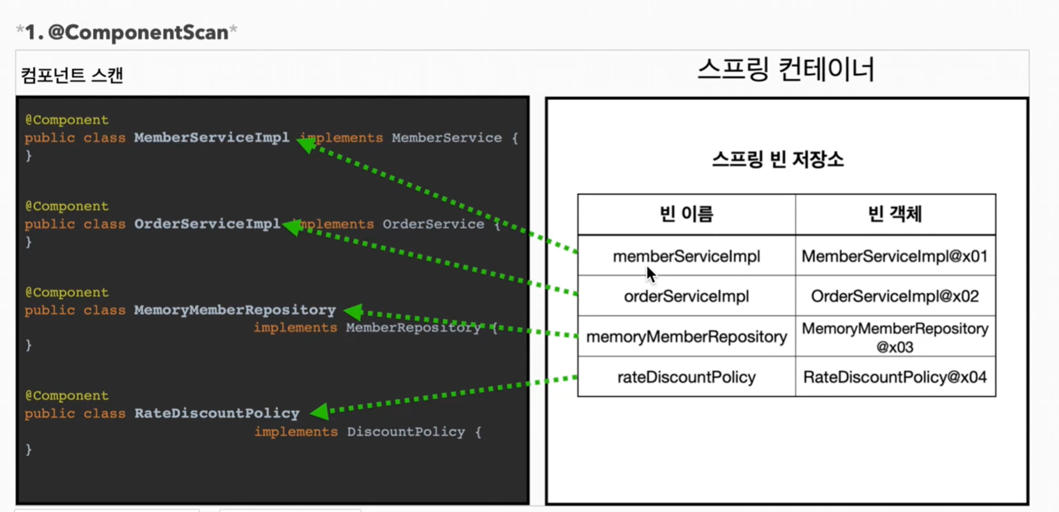 *1. @ComponentScan*
컴포넌트 스캔
스프링 컨테이너
@Component
public class MemberServiceImpl implements MemberService {
}
@Component
public class OrderServiceImpl implements OrderService {
}
@Component
public class MemoryMemberRepository
implements MemberRepository {
}
@Component
public class RateDiscountPolicy
implements DiscountPolicy {
}
스프링 빈 저장소
빈 이름 빈 객체
memberServiceImpl MemberServiceImpl@x01
orderServiceImpl OrderServiceImpl@x02
memoryMemberRepository MemoryMemberRepository
@x03
rateDiscountPolicy RateDiscountPolicy@x04